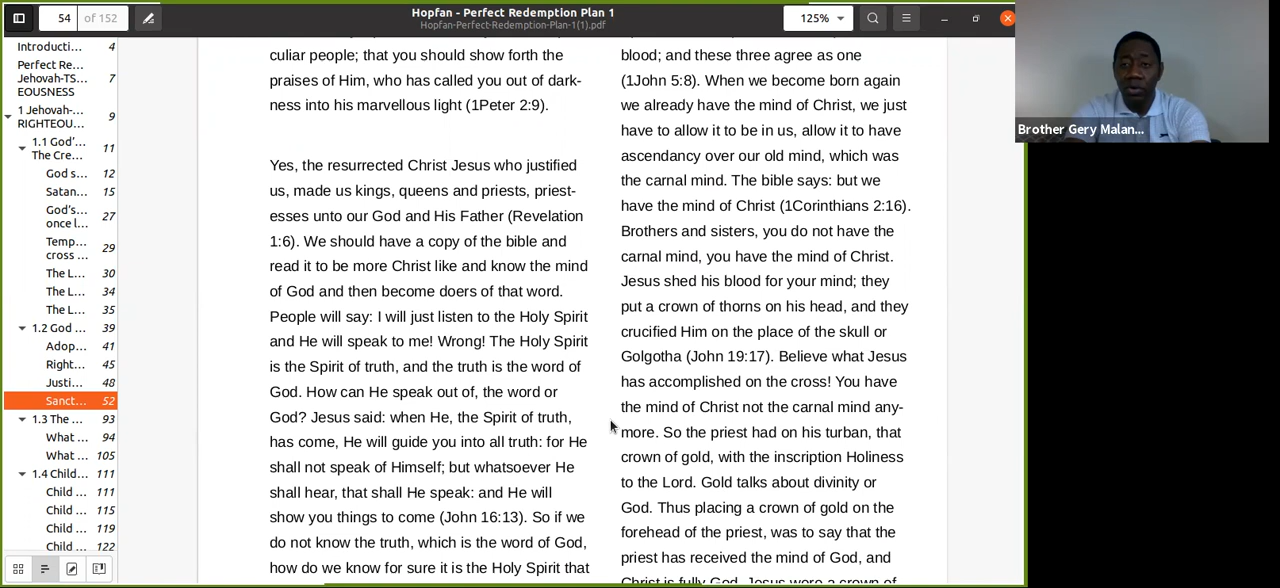 54
of 152
Hopfan - Perfect Redemption Plan 1
Hopfan-Perfect-Redemption-Plan-1(1).pdf
125%
Introducti... 4
Perfect Re...
Jehovah-TS... 7
EOUSNESS
1 Jehovah-... 9
RIGHTEOU...
1.1 God'... 11
The Cre...
God s... 12
Satan... 15
God's... 27
once l...
Temp... 29
cross ...
The L... 30
The L... 34
The L... 35
1.2 God ... 39
Adop... 41
Right... 45
Justi... 48
Sanct... 52
1.3 The ... 93
What ... 94
What ... 105
1.4 Child... 111
Child ... 111
Child ... 115
Child ... 119
Child ... 122
culiar people; that you should show forth the
praises of Him, who has alled you out of dark-
ness into his marvellous light (1Peter 2:9).
Yes, the resurrected Christ Jesus who justified
us, made us kings, queens and priests, priest-
esses unto our God and His Father (Revelation
1:6). We should have a copy of the bible and
read it to be more Christ like and know the mind
of God and then become doers of that word.
People will say: I will just listen to the Holy Spirit
and He will speak to me! Wrong! The Holy Spirit
is the Spirit of truth, and the truth is the word of
God. How can He speak out of, the word or
God? Jesus said: when He, the Spirit of truth,
has come, He will guide you into all truth: for He
shall not speak of Himself; but whatsoever He
shall hear, that shall He speak: and He will
show you things to come (John 16:13). So if we
do not know the truth, which is the word of God,
how do we know for sure it is the Holy Spirit that
blood; and these three agree as one
(1John 5:8). When we become born again
we already have the mind of Christ, we just
have to allow it to be in us, allow it to have
ascendancy over our old mind, which was
the carnal mind. The bible says: but we
have the mind of Christ (1Corinthians 2:16).
Brothers and sisters, you do not have the
carnal mind, you have the mind of Christ.
Jesus shed his blood for your mind; they
put a crown of thorns on his head, and they
crucified Him on the place of the skull or
Golgotha (John 19:17). Believe what Jesus
has accomplished on the cross! You have
the mind of Christ not the carnal mind any-
more. So the priest had on his turban, that
crown of gold, with the inscription Holiness
to the Lord. Gold talks about divinity or
God. Thus placing a crown of gold on the
forehead of the priest, was to say that the
priest has received the mind of God, and
Christ is fully God. Jesus wore a crown of
Brother Gery Malan...